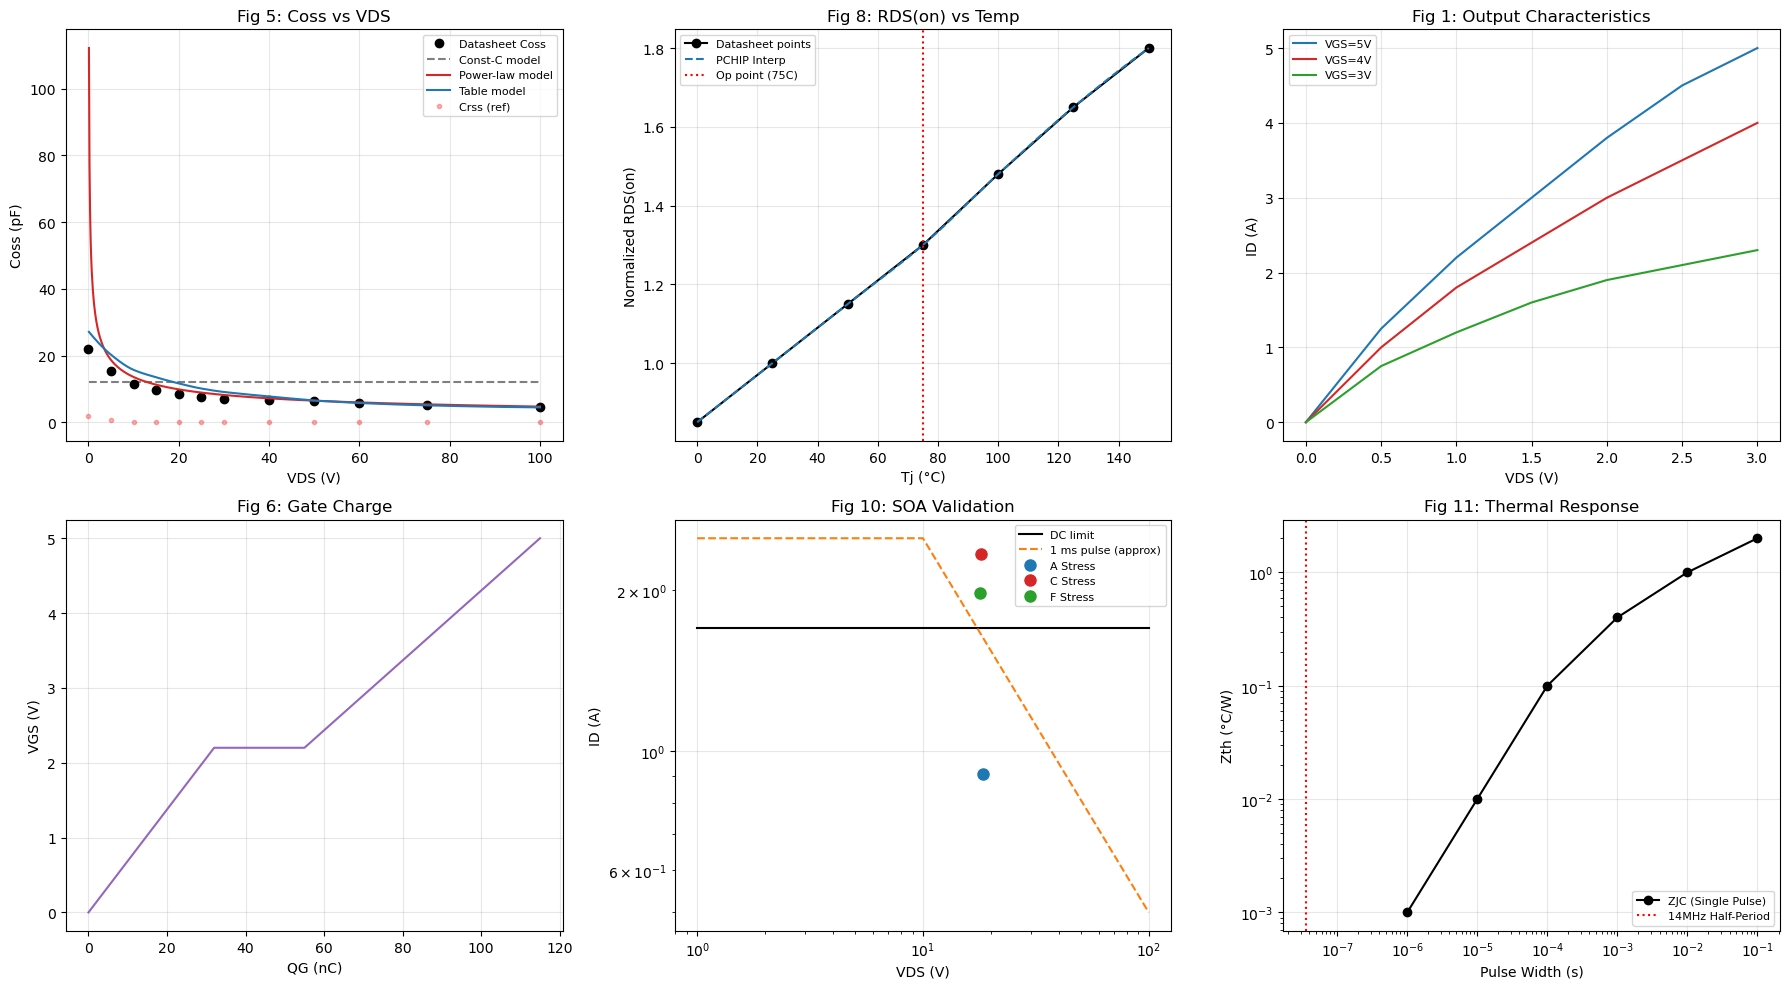 Fig 5: Coss vs VDS
Coss (pF)
100
80
60
40
20
0
0 20 40 60 80 100
VDS (V)
Datasheet Coss
Const-C model
Power-law model
Table model
Crss (ref)
Fig 8: RDS(on) vs Temp
Normalized RDS(on)
1.8
1.6
1.4
1.2
1.0
0 20 40 60 80 100 120 140
Tj (°C)
Datasheet points
PCHIP Interp
Op point (75C)
Fig 1: Output Characteristics
ID (A)
5
4
3
2
1
0
0.0 0.5 1.0 1.5 2.0 2.5 3.0
VDS (V)
VGS=5V
VGS=4V
VGS=3V
Fig 6: Gate Charge
VGS (V)
5
4
3
2
1
0
0 20 40 60 80 100 120
QG (nC)
Fig 10: SOA Validation
ID (A)
2 × 10⁰
10⁰
6 × 10⁻¹
10⁰ 10¹ 10²
VDS (V)
DC limit
1 ms pulse (approx)
A Stress
C Stress
F Stress
Fig 11: Thermal Response
Zth (°C/W)
10⁰
10⁻¹
10⁻²
10⁻³
10⁻⁷ 10⁻⁶ 10⁻⁵ 10⁻⁴ 10⁻³ 10⁻² 10⁻¹
Pulse Width (s)
ZJC (Single Pulse)
14MHz Half-Period